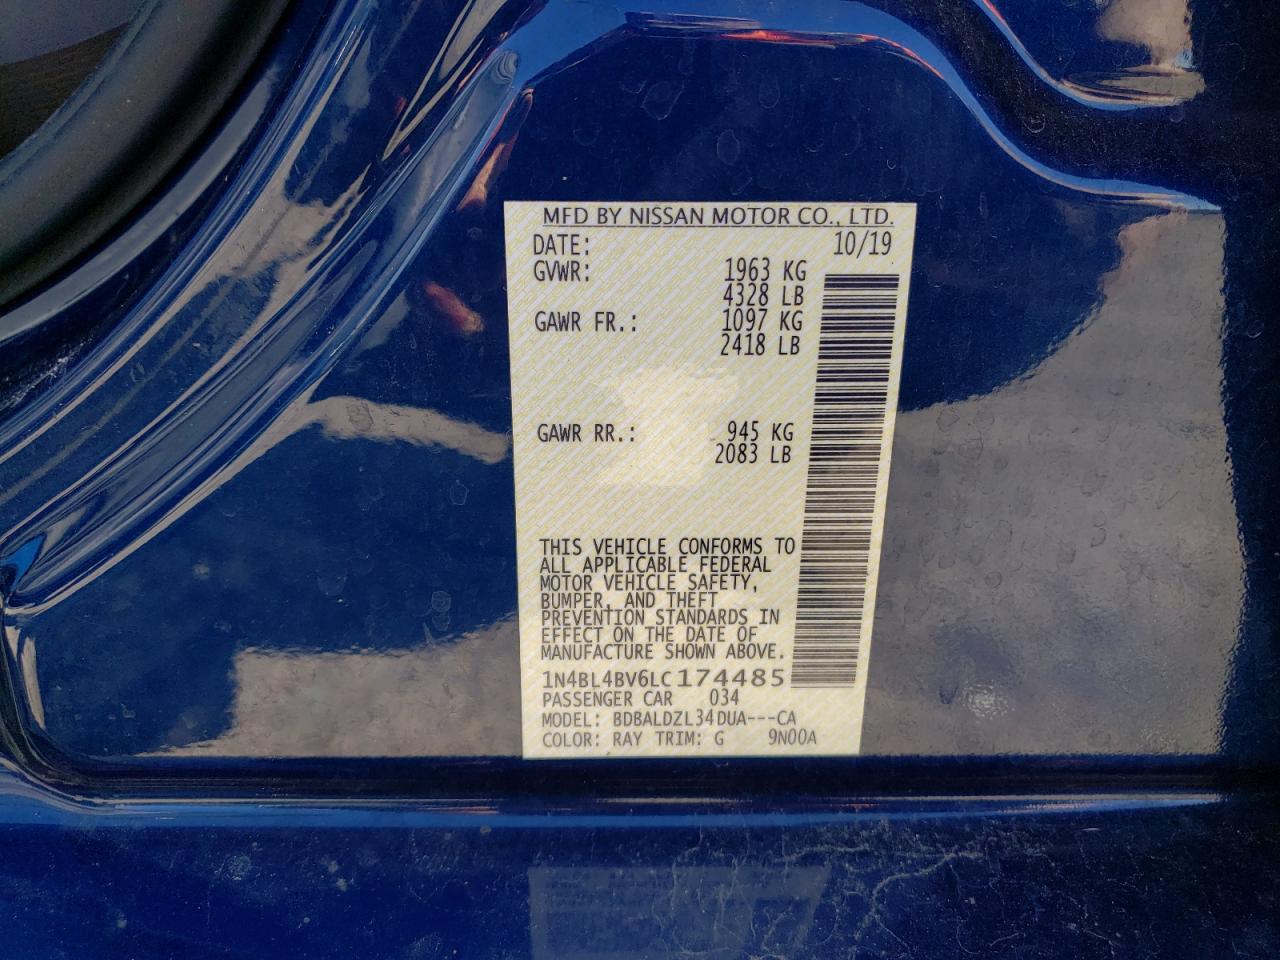 MFD BY NISSAN MOTOR CO., LTD.
DATE: 10/19
GVWR: 1963 KG
4328 LB
GAWR FR.: 1097 KG
2418 LB
GAWR RR.: 945 KG
2083 LB
THIS VEHICLE CONFORMS TO
ALL APPLICABLE FEDERAL
MOTOR VEHICLE SAFETY,
BUMPER, AND THEFT
PREVENTION STANDARDS IN
EFFECT ON THE DATE OF
MANUFACTURE SHOWN ABOVE.
1N4BL4BV6LC174485
PASSENGER CAR 034
MODEL: BDBALDZL34DUA---CA
COLOR: RAY TRIM: G 9N00A